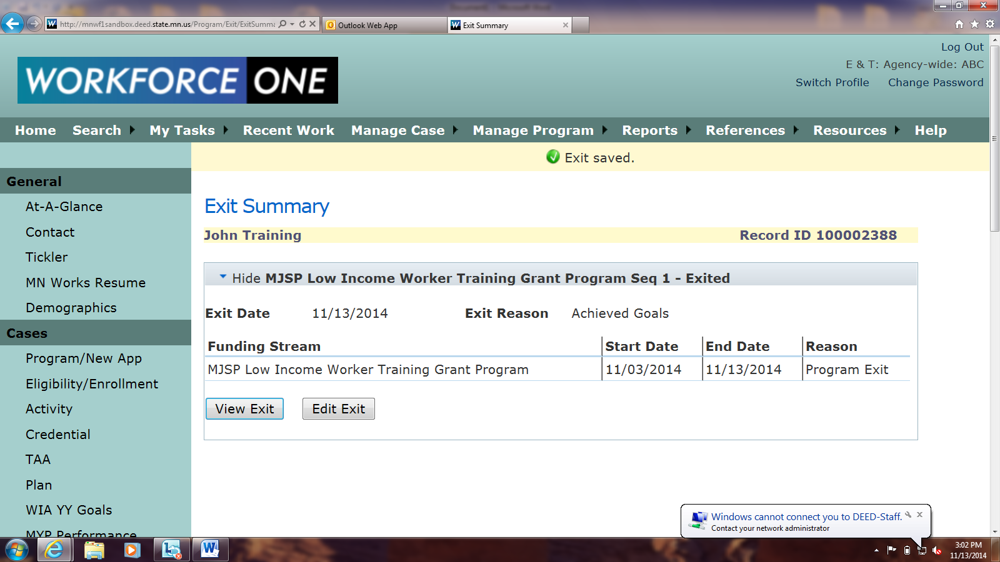 http://mnwf1sandbox.deed.state.mn.us/Program/Exit/ExitSumma
Outlook Web App
Exit Summary
Log Out
E & T: Agency-wide: ABC
Switch Profile Change Password
WORKFORCE ONE
Home Search My Tasks Recent Work Manage Case Manage Program Reports References Resources Help
Exit saved.
General
At-A-Glance
Contact
Tickler
MN Works Resume
Demographics
Cases
Program/New App
Eligibility/Enrollment
Activity
Credential
TAA
Plan
WIA YY Goals
MYP Performance
Exit Summary
John Training Record ID 100002388
Hide MJSP Low Income Worker Training Grant Program Seq 1 - Exited
Exit Date 11/13/2014 Exit Reason Achieved Goals
Funding Stream Start Date End Date Reason
MJSP Low Income Worker Training Grant Program 11/03/2014 11/13/2014 Program Exit
View Exit Edit Exit
Windows cannot connect you to DEED-Staff.
Contact your network administrator
3:02 PM
11/13/2014